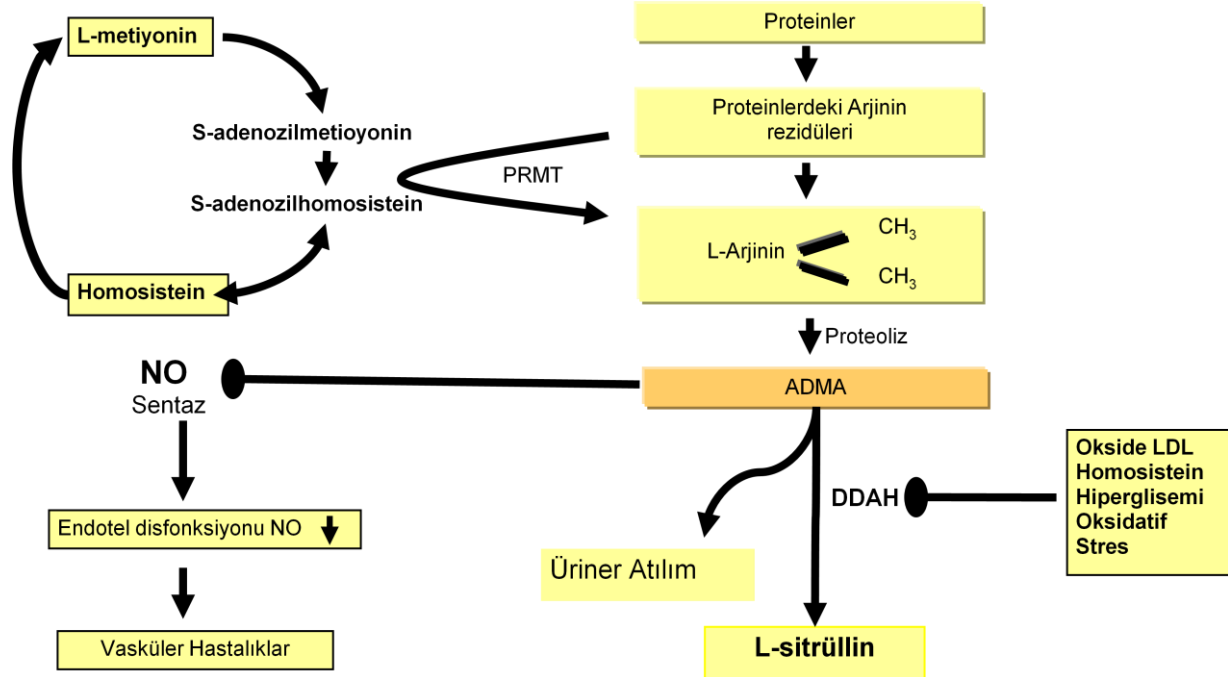 L-metiyonin
S-adenozilmetioyonin
S-adenozilhomosistein
Homosistein
PRMT
Proteinler
Proteinlerdeki Arjinin
rezidüleri
L-Arjinin
CH₃
CH₃
Proteoliz
ADMA
NO
Sentaz
Endotel disfonksiyonu NO
Vasküler Hastalıklar
Üriner Atılım
DDAH
L-sitrüllin
Okside LDL
Homosistein
Hiperglisemi
Oksidatif
Stres